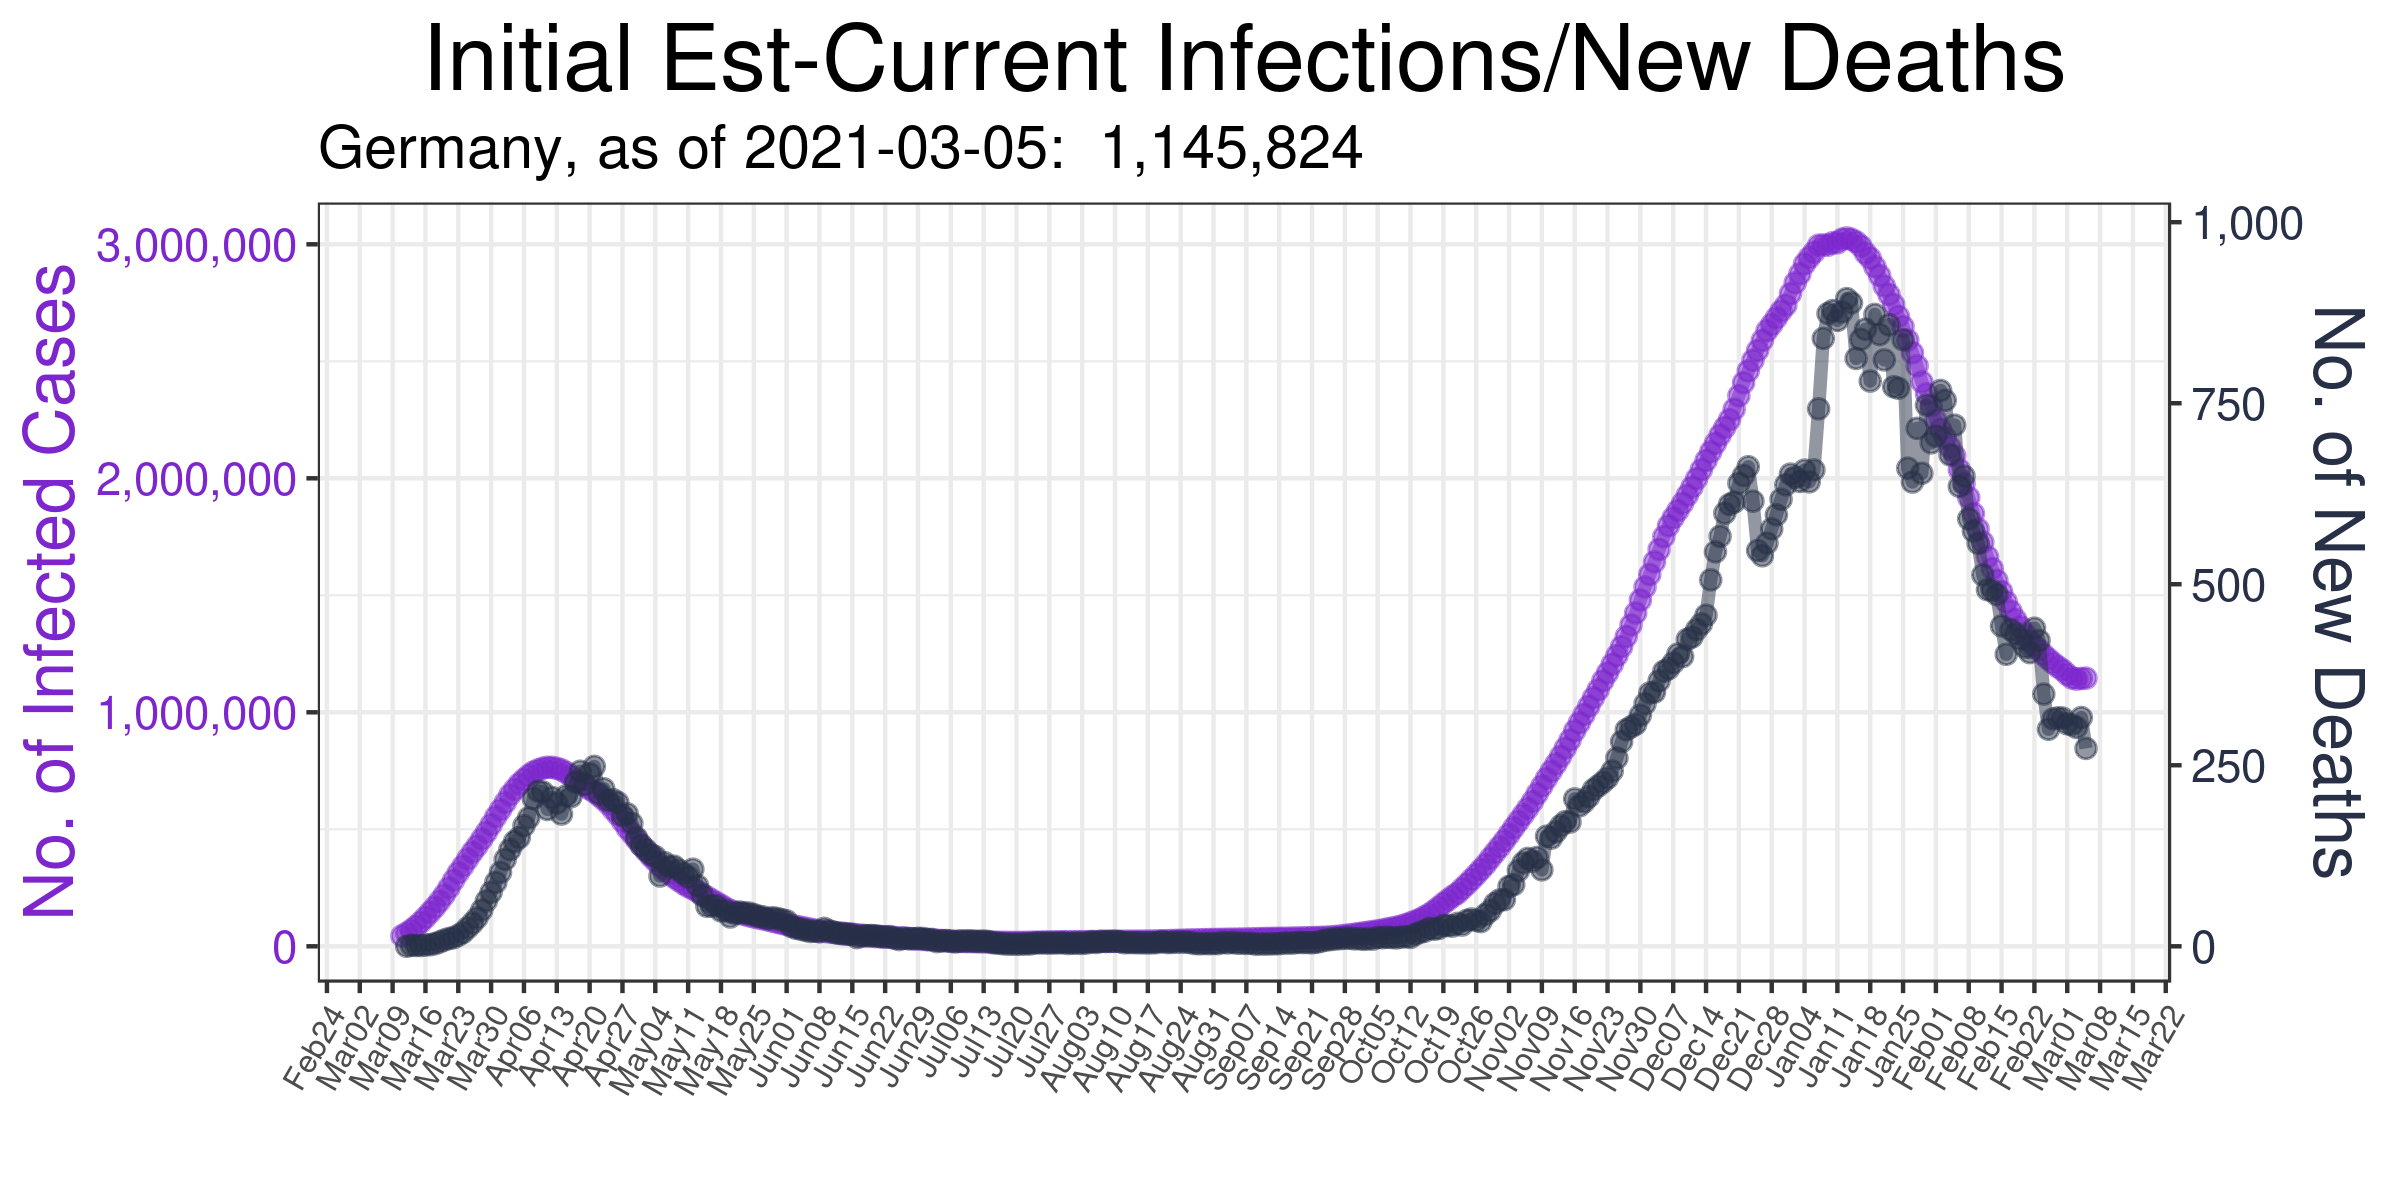 Initial Est-Current Infections/New Deaths
Germany, as of 2021-03-05:  1,145,824
No. of Infected Cases
3,000,000
2,000,000
1,000,000
0
1,000
750
500
250
0
No. of New Deaths
Feb24
Mar02
Mar09
Mar16
Mar23
Mar30
Apr06
Apr13
Apr20
Apr27
May04
May11
May18
May25
Jun01
Jun08
Jun15
Jun22
Jun29
Jul06
Jul13
Jul20
Jul27
Aug03
Aug10
Aug17
Aug24
Aug31
Sep07
Sep14
Sep21
Sep28
Oct05
Oct12
Oct19
Oct26
Nov02
Nov09
Nov16
Nov23
Nov30
Dec07
Dec14
Dec21
Dec28
Jan04
Jan11
Jan18
Jan25
Feb01
Feb08
Feb15
Feb22
Mar01
Mar08
Mar15
Mar22